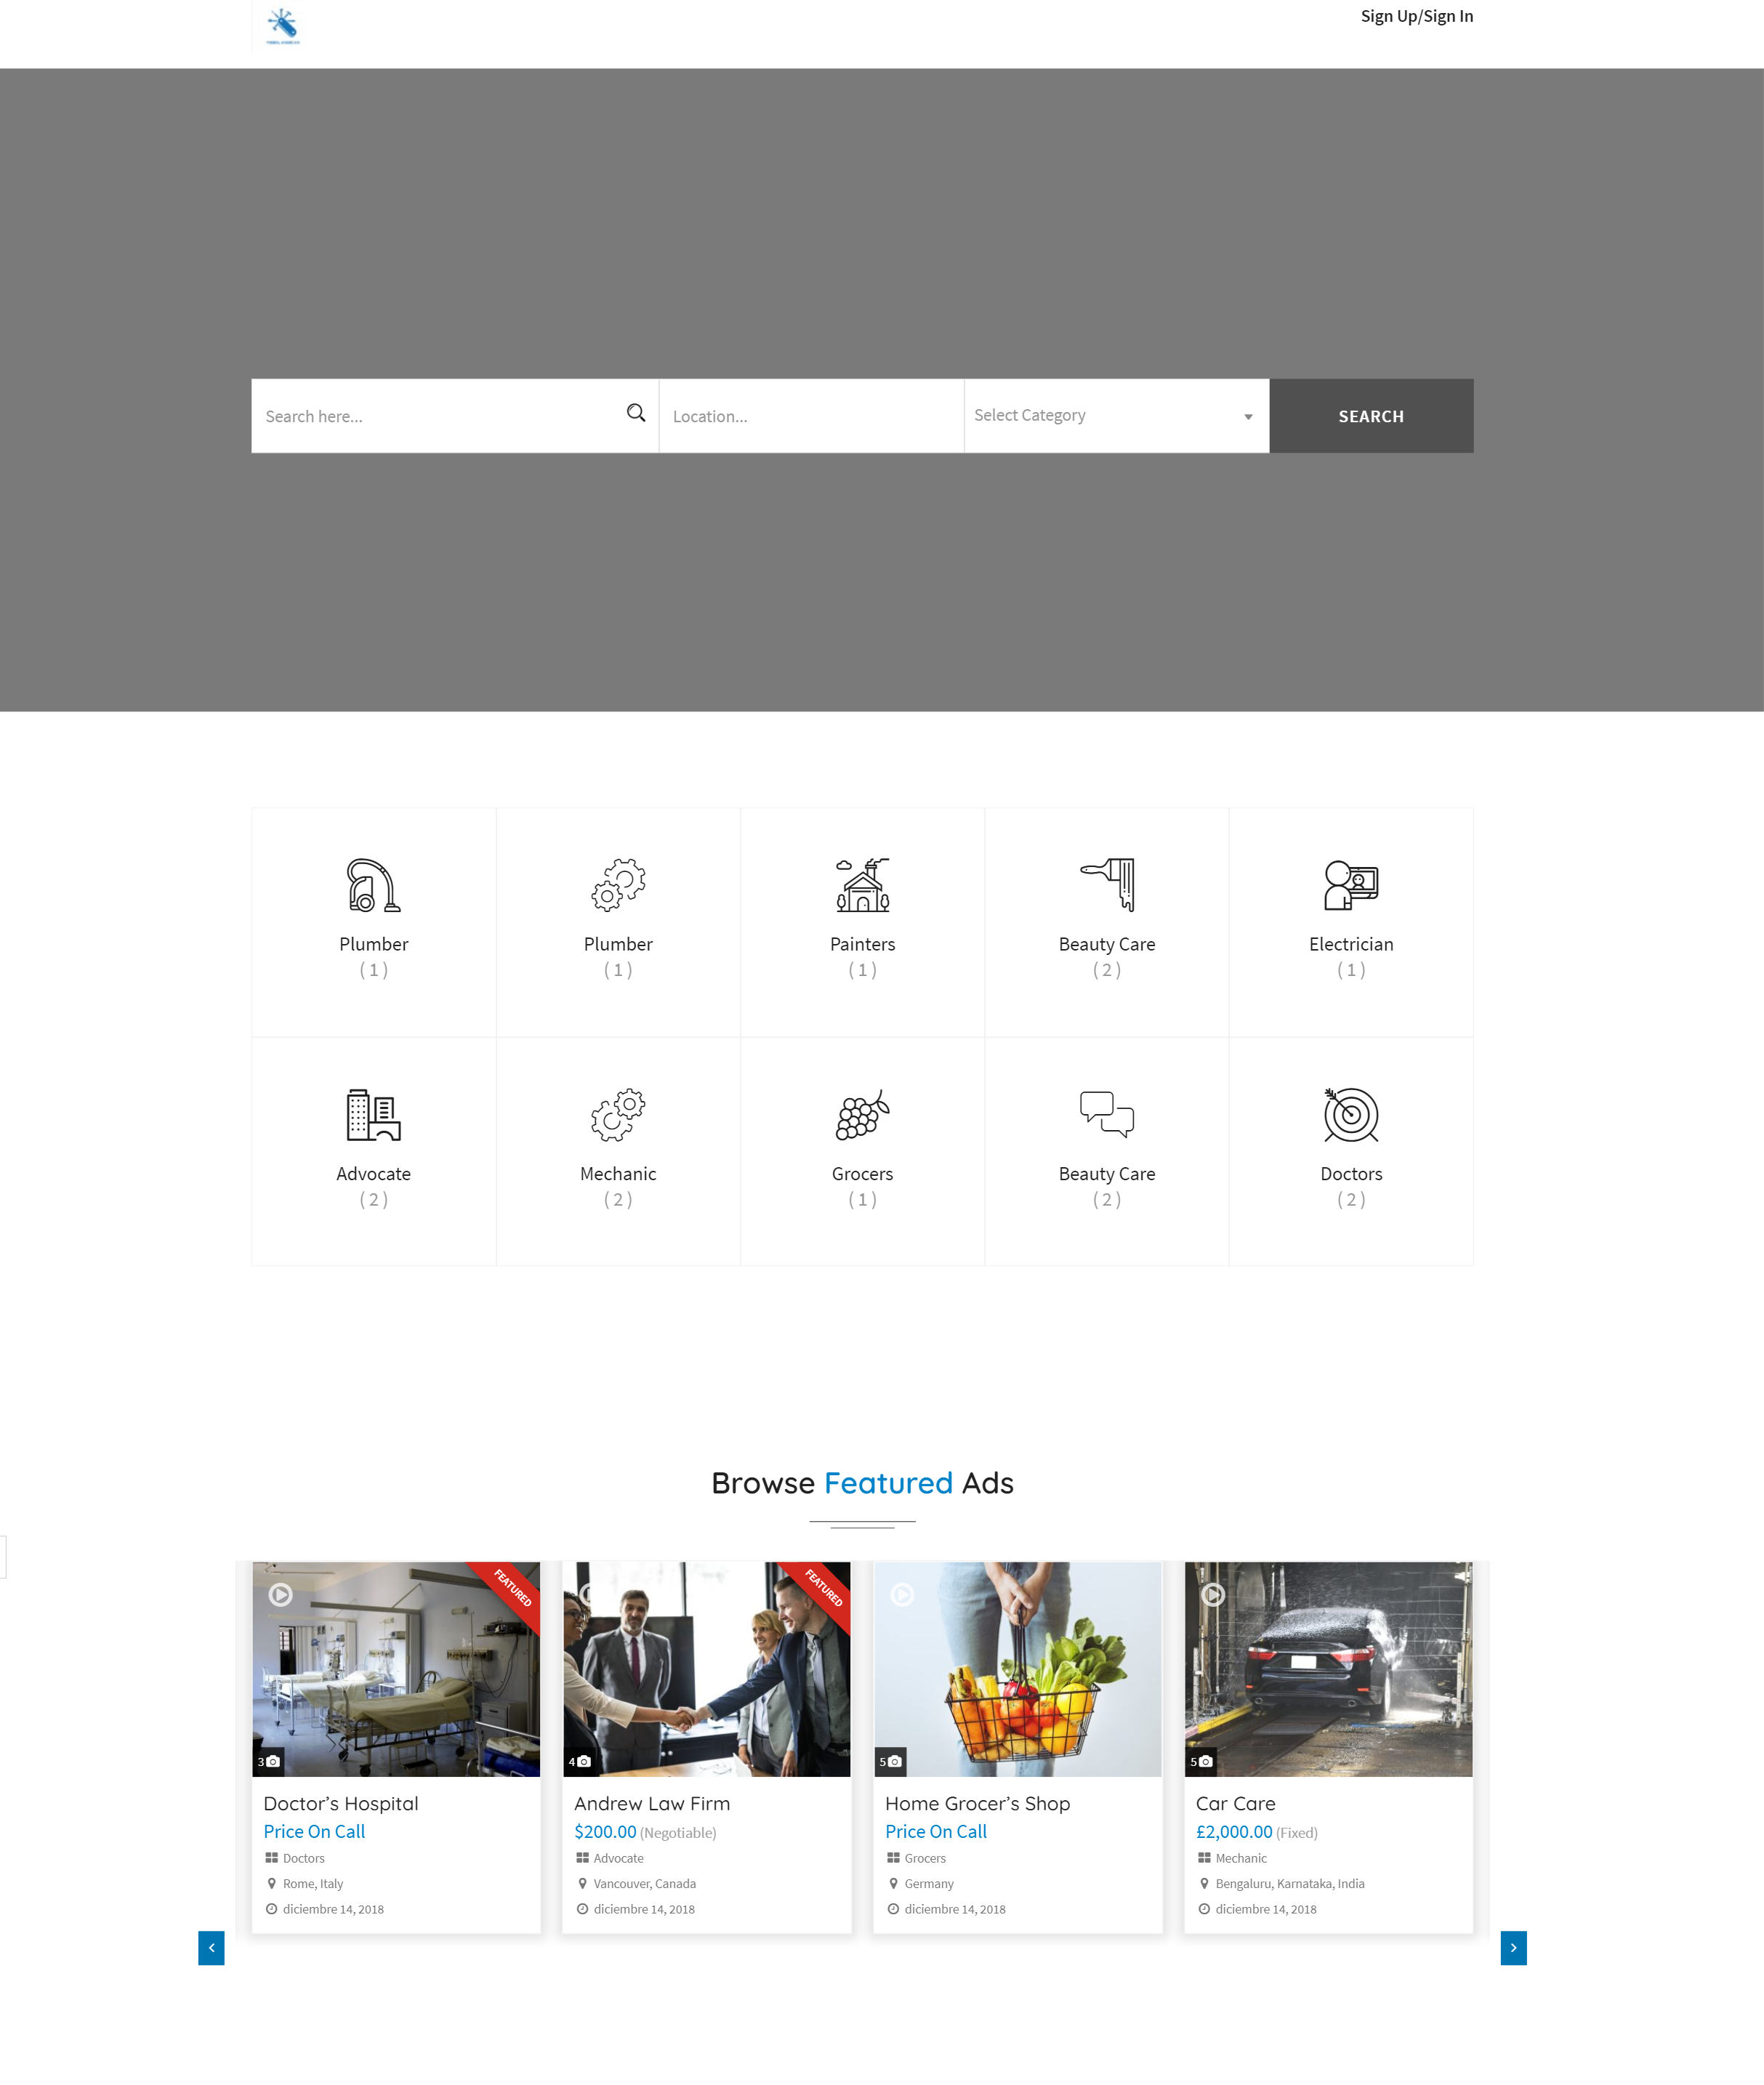 Sign Up/Sign In
Search here...
Location...
Select Category
SEARCH
Plumber
( 1 )
Plumber
( 1 )
Painters
( 1 )
Beauty Care
( 2 )
Electrician
( 1 )
Advocate
( 2 )
Mechanic
( 2 )
Grocers
( 1 )
Beauty Care
( 2 )
Doctors
( 2 )
Browse Featured Ads
FEATURED
3
Doctor’s Hospital
Price On Call
Doctors
Rome, Italy
diciembre 14, 2018
FEATURED
4
Andrew Law Firm
$200.00 (Negotiable)
Advocate
Vancouver, Canada
diciembre 14, 2018
5
Home Grocer’s Shop
Price On Call
Grocers
Germany
diciembre 14, 2018
5
Car Care
£2,000.00 (Fixed)
Mechanic
Bengaluru, Karnataka, India
diciembre 14, 2018